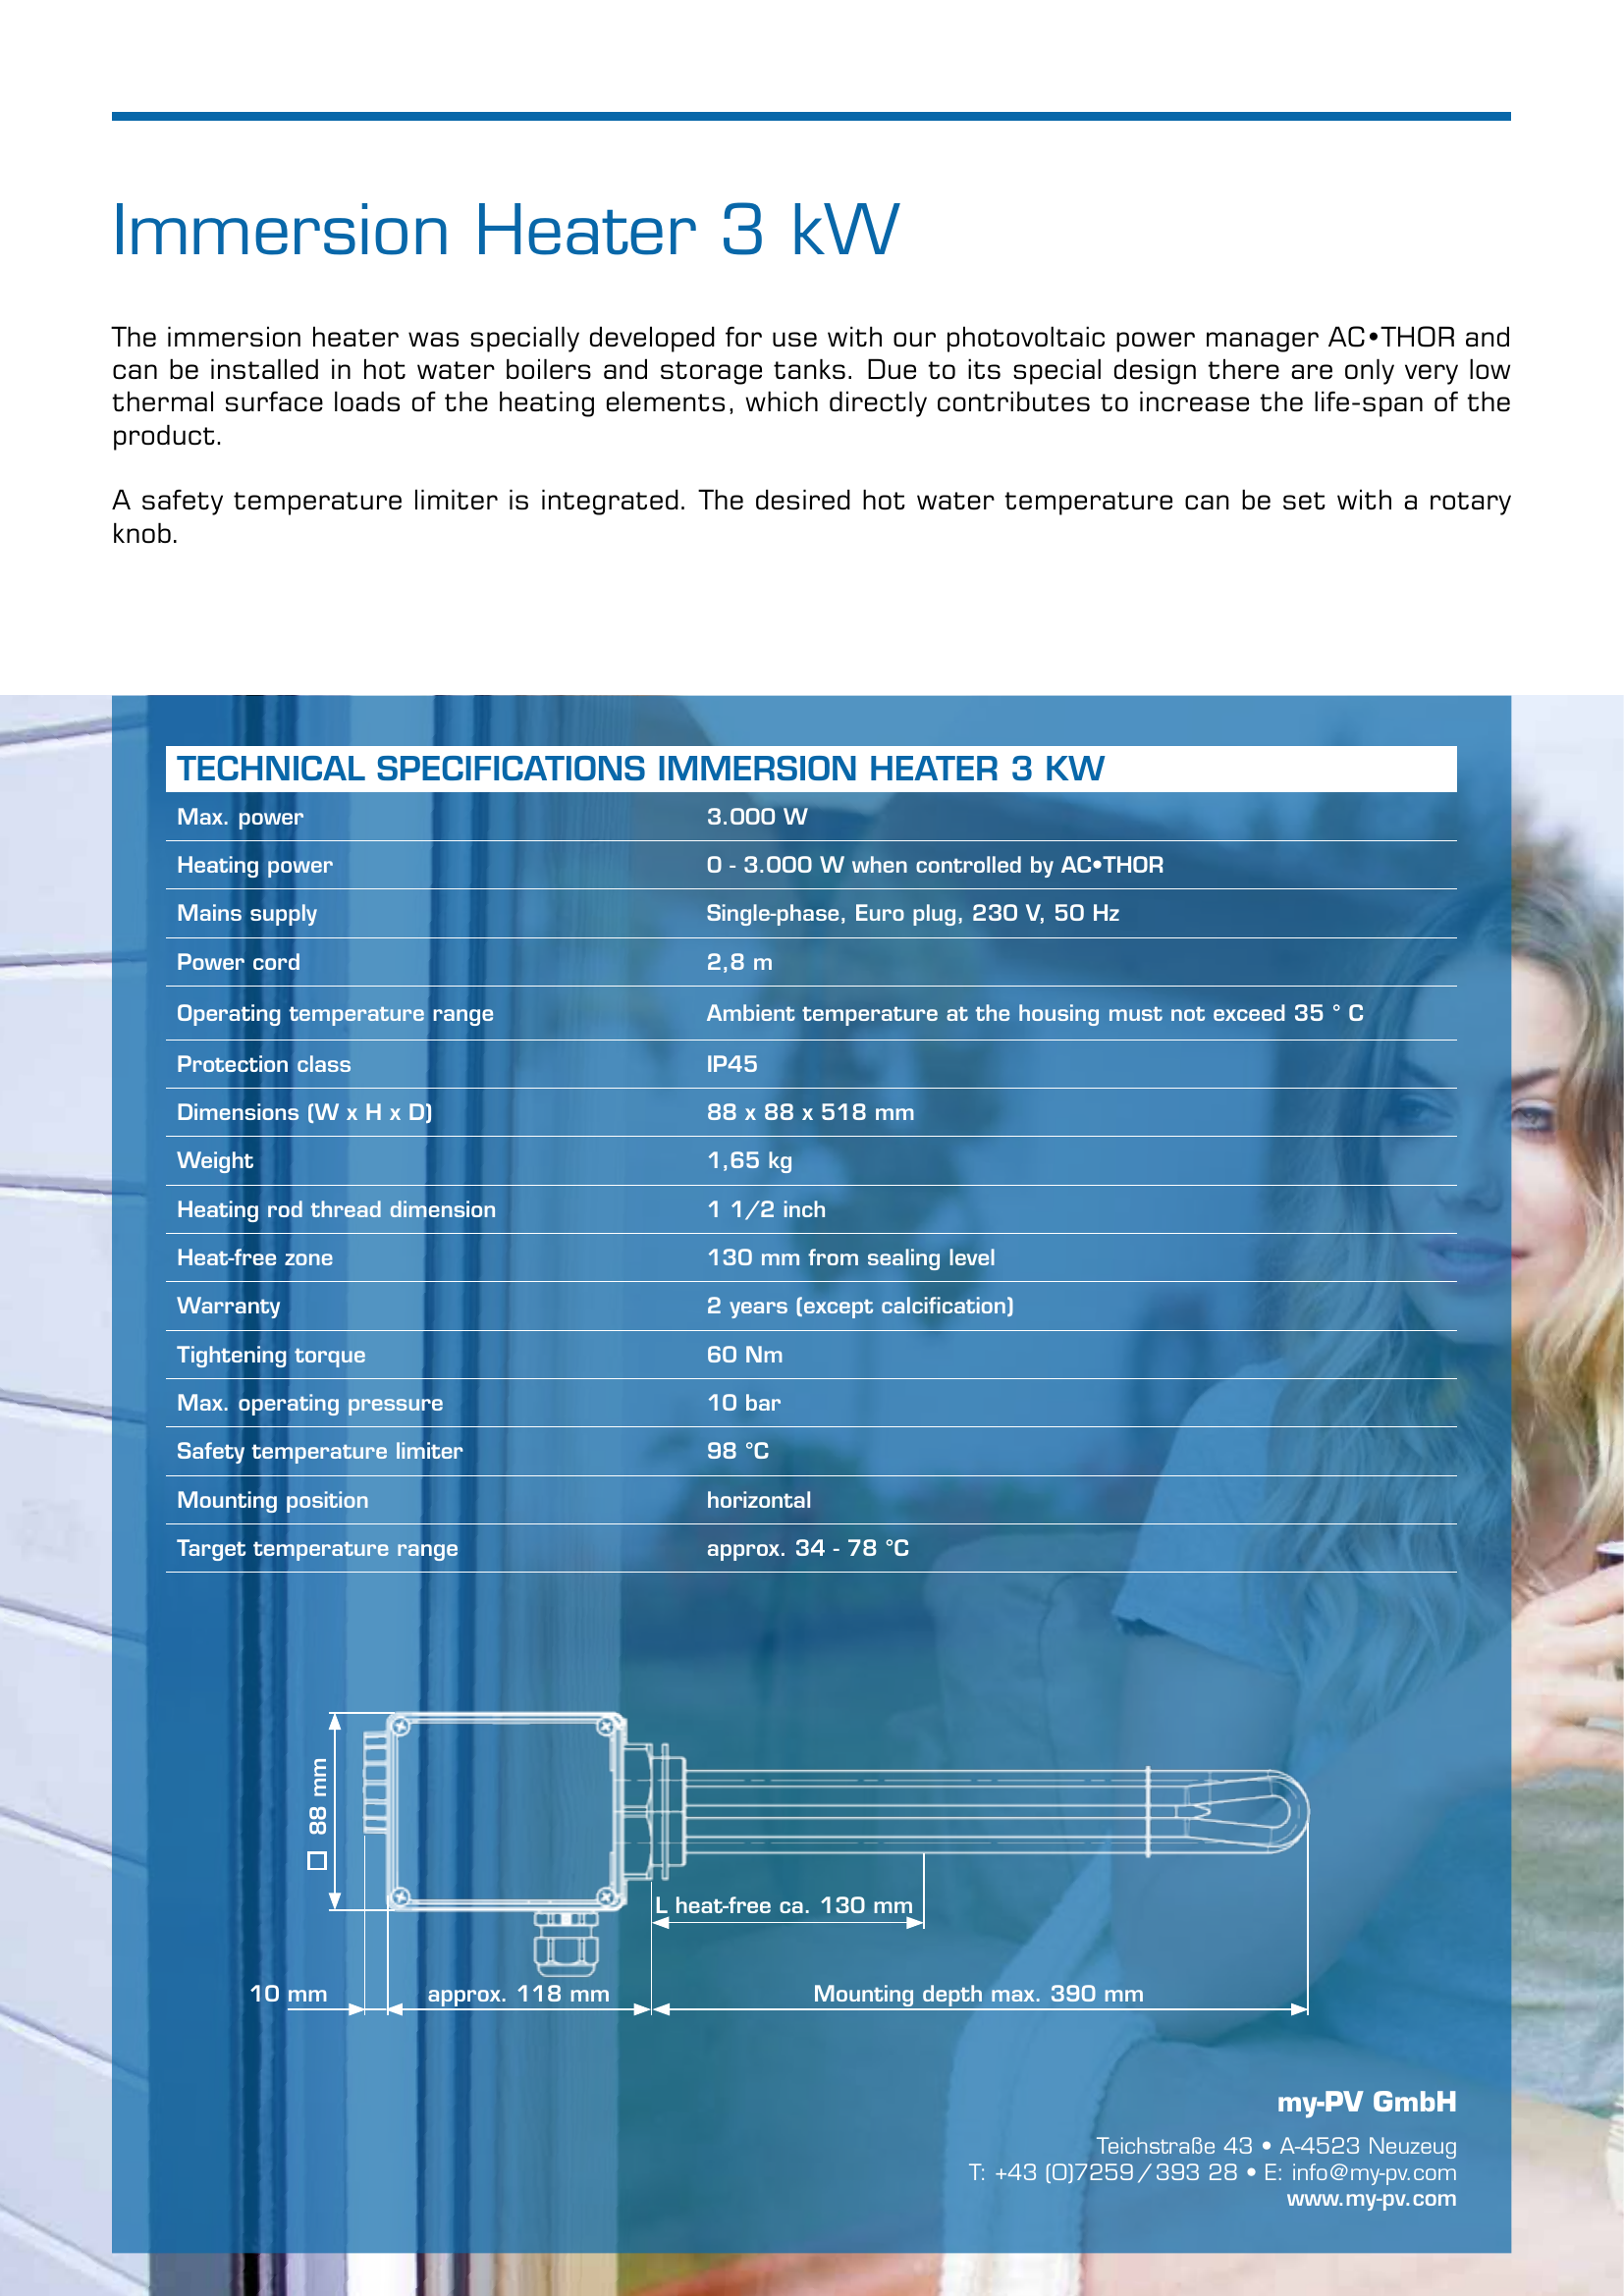 Immersion Heater 3 kW
The immersion heater was specially developed for use with our photovoltaic power manager AC•THOR and
can be installed in hot water boilers and storage tanks. Due to its special design there are only very low
thermal surface loads of the heating elements, which directly contributes to increase the life-span of the
product.
A safety temperature limiter is integrated. The desired hot water temperature can be set with a rotary
knob.
TECHNICAL SPECIFICATIONS IMMERSION HEATER 3 KW
Max. power 3.000 W
Heating power 0 - 3.000 W when controlled by AC•THOR
Mains supply Single-phase, Euro plug, 230 V, 50 Hz
Power cord 2,8 m
Operating temperature range Ambient temperature at the housing must not exceed 35 ° C
Protection class IP45
Dimensions (W x H x D) 88 x 88 x 518 mm
Weight 1,65 kg
Heating rod thread dimension 1 1/2 inch
Heat-free zone 130 mm from sealing level
Warranty 2 years (except calcification)
Tightening torque 60 Nm
Max. operating pressure 10 bar
Safety temperature limiter 98 °C
Mounting position horizontal
Target temperature range approx. 34 - 78 °C
□ 88 mm
L heat-free ca. 130 mm
10 mm approx. 118 mm Mounting depth max. 390 mm
my-PV GmbH
Teichstraße 43 • A-4523 Neuzeug
T: +43 (0)7259/393 28 • E: info@my-pv.com
www.my-pv.com